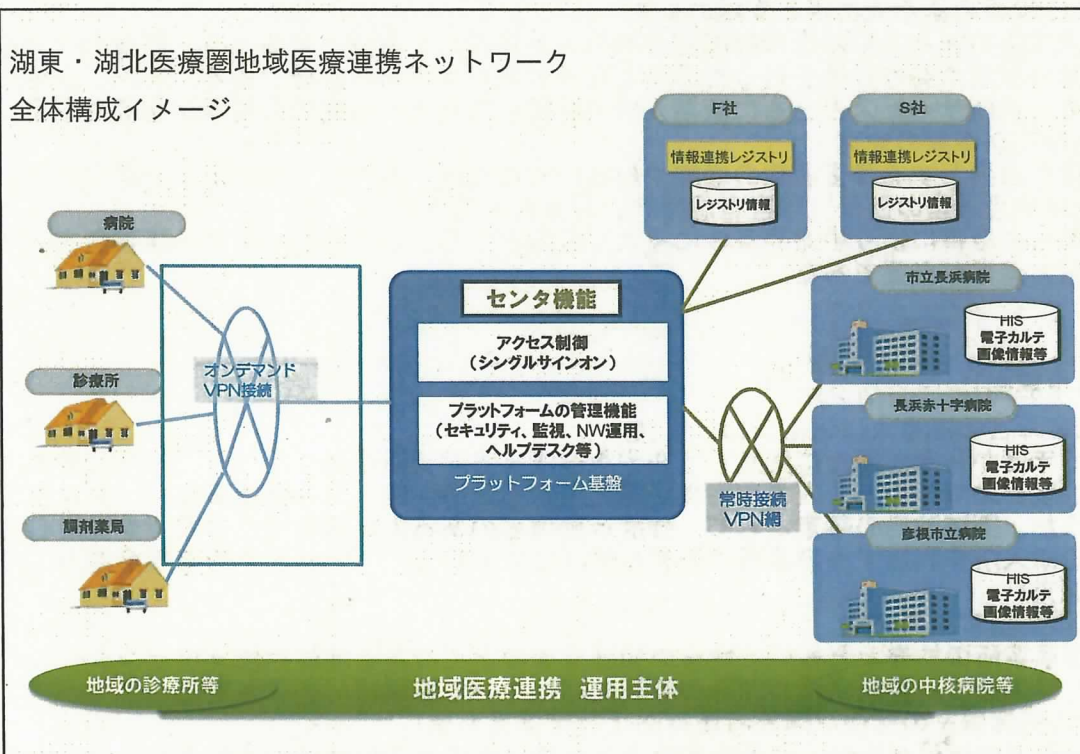 湖東・湖北医療圏地域医療連携ネットワーク
全体構成イメージ
F社
情報連携レジストリ
レジストリ情報
S社
情報連携レジストリ
レジストリ情報
病院
診療所
調剤薬局
オンデマンド
VPN接続
センタ機能
アクセス制御
（シングルサインオン）
プラットフォームの管理機能
（セキュリティ、監視、NW運用、
ヘルプデスク等）
プラットフォーム基盤
常時接続
VPN網
市立長浜病院
HIS
電子カルテ
画像情報等
長浜赤十字病院
HIS
電子カルテ
画像情報等
彦根市立病院
HIS
電子カルテ
画像情報等
地域の診療所等
地域医療連携 運用主体
地域の中核病院等